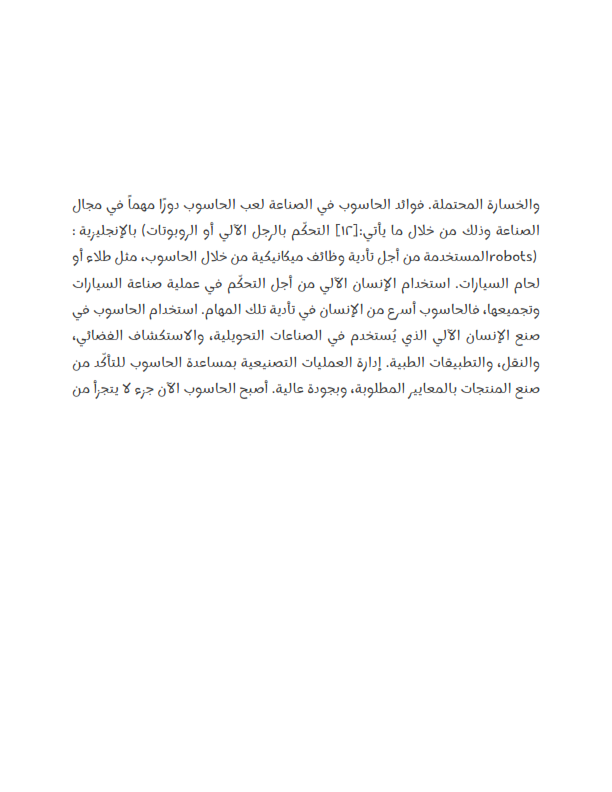 والخسارة المحتملة. فوائد الحاسوب في الصناعة لعب الحاسوب دورًا مهماً في مجال
الصناعة وذلك من خلال ما يأتي:[١٢] التحكّم بالرجل الآلي أو الروبوتات) بالإنجليزية :
(robotsالمستخدمة من أجل تأدية وظائف ميكانيكية من خلال الحاسوب، مثل طلاء أو
لحام السيارات. استخدام الإنسان الآلي من أجل التحكّم في عملية صناعة السيارات
وتجميعها، فالحاسوب أسرع من الإنسان في تأدية تلك المهام. استخدام الحاسوب في
صنع الإنسان الآلي الذي يُستخدم في الصناعات التحويلية، والاستكشاف الفضائي،
والنقل، والتطبيقات الطبية. إدارة العمليات التصنيعية بمساعدة الحاسوب للتأكّد من
صنع المنتجات بالمعايير المطلوبة، وبجودة عالية. أصبح الحاسوب الآن جزء لا يتجزأ من